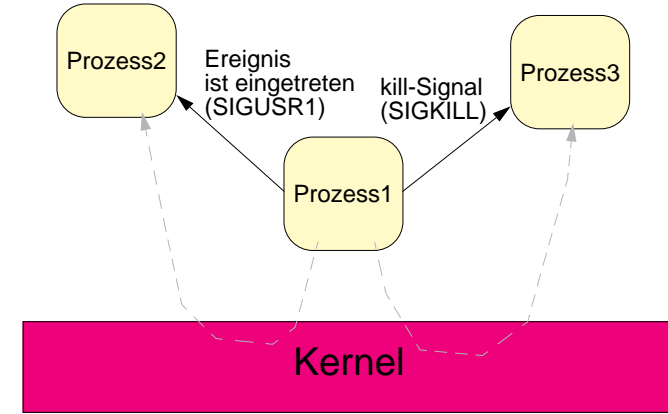 Prozess2
Ereignis
ist eingetreten
(SIGUSR1)
kill-Signal
(SIGKILL)
Prozess3
Prozess1
Kernel